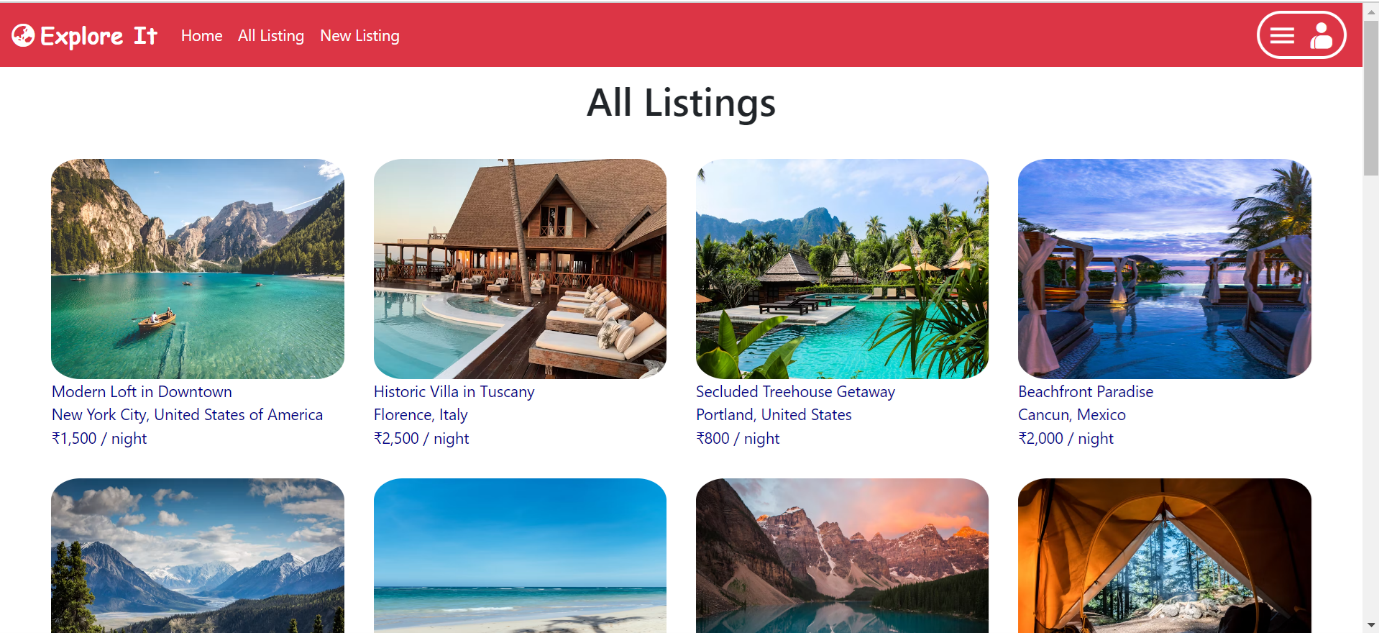 Explore It Home All Listing New Listing
All Listings
Modern Loft in Downtown
New York City, United States of America
₹1,500 / night
Historic Villa in Tuscany
Florence, Italy
₹2,500 / night
Secluded Treehouse Getaway
Portland, United States
₹800 / night
Beachfront Paradise
Cancun, Mexico
₹2,000 / night